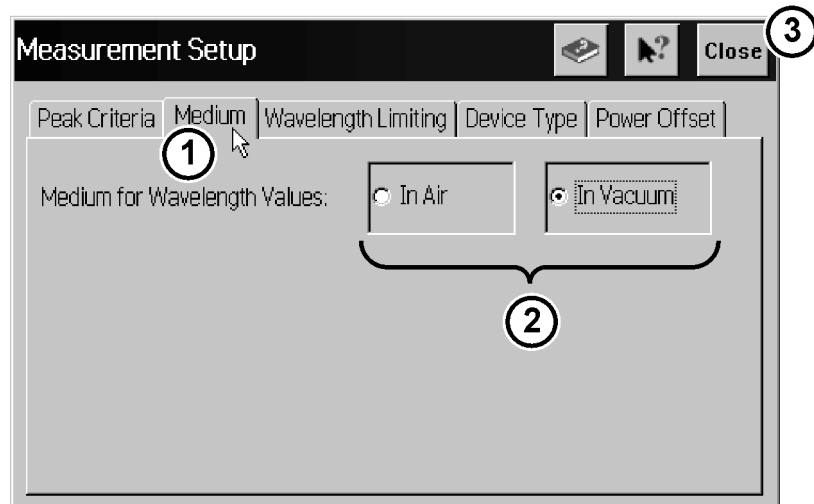 Measurement Setup
?
?
Close
3
Peak Criteria
Medium
Wavelength Limiting
Device Type
Power Offset
1
Medium for Wavelength Values:
In Air
In Vacuum
2